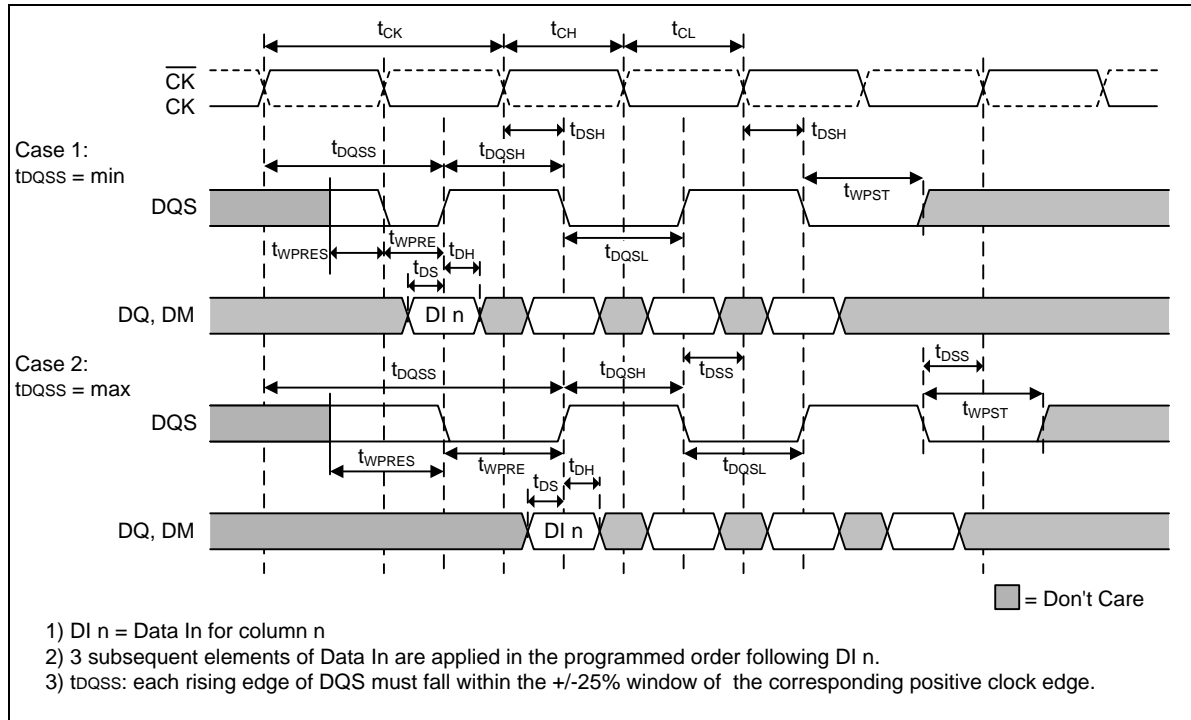 tCK tCH tCL
CK
CK
tDSH tDSH
Case 1:
tDQSS = min
tDQSS tDQSH
tWPST
DQS
tWPRES tWPRE tDH tDQSL
tDS
DQ, DM DI n
Case 2:
tDQSS = max
tDQSS tDQSH tDSS tDSS
DQS tWPST
tWPRES tWPRE tDH tDQSL
tDS
DQ, DM DI n
= Don't Care
1) DI n = Data In for column n
2) 3 subsequent elements of Data In are applied in the programmed order following DI n.
3) tDQSS: each rising edge of DQS must fall within the +/-25% window of the corresponding positive clock edge.